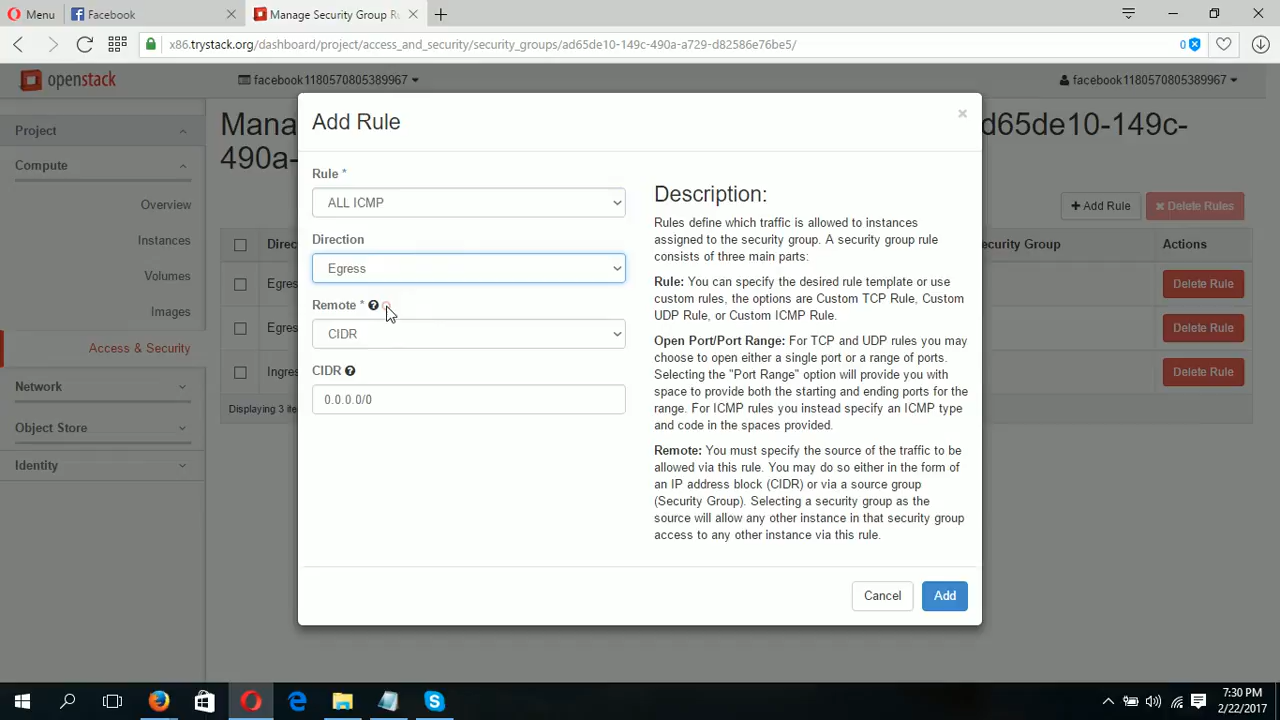 Menu
Facebook
Manage Security Group Ru
x86.trystack.org/dashboard/project/access_and_security/security_groups/ad65de10-149c-490a-a729-d82586e76be5/
0
openstack
facebook1180570805389967
facebook1180570805389967
Project
Compute
Overview
Instances
Volumes
Images
Access & Security
Network
Object Store
Identity
Mana
d65de10-149c-
490a-
+ Add Rule
Delete Rules
Direc
ecurity Group
Actions
Egres
Delete Rule
Egres
Delete Rule
Ingres
Delete Rule
Displaying 3 ite
Add Rule
×
Rule *
ALL ICMP
Direction
Egress
Remote *
CIDR
CIDR
0.0.0.0/0
Description:
Rules define which traffic is allowed to instances
assigned to the security group. A security group rule
consists of three main parts:
Rule: You can specify the desired rule template or use
custom rules, the options are Custom TCP Rule, Custom
UDP Rule, or Custom ICMP Rule.
Open Port/Port Range: For TCP and UDP rules you may
choose to open either a single port or a range of ports.
Selecting the "Port Range" option will provide you with
space to provide both the starting and ending ports for the
range. For ICMP rules you instead specify an ICMP type
and code in the spaces provided.
Remote: You must specify the source of the traffic to be
allowed via this rule. You may do so either in the form of
an IP address block (CIDR) or via a source group
(Security Group). Selecting a security group as the
source will allow any other instance in that security group
access to any other instance via this rule.
Cancel
Add
7:30 PM
2/22/2017